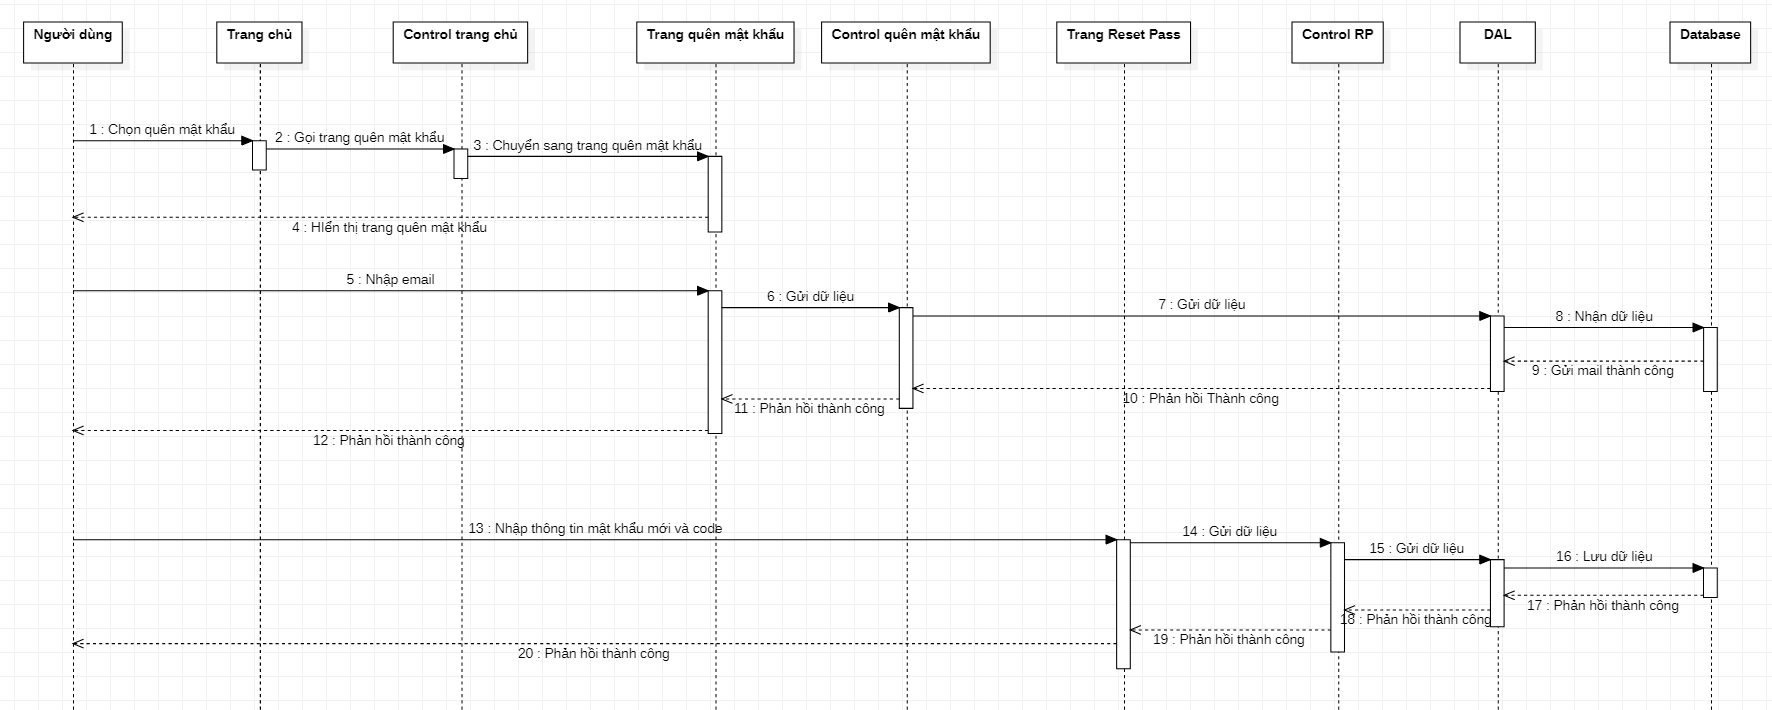 Người dùng
Trang chủ
Control trang chủ
Trang quên mật khẩu
Control quên mật khẩu
Trang Reset Pass
Control RP
DAL
Database
1 : Chọn quên mật khẩu
2 : Gọi trang quên mật khẩu
3 : Chuyển sang trang quên mật khẩu
4 : HIển thị trang quên mật khẩu
5 : Nhập email
6 : Gửi dữ liệu
7 : Gửi dữ liệu
8 : Nhận dữ liệu
9 : Gửi mail thành công
10 : Phản hồi Thành công
11 : Phản hồi thành công
12 : Phản hồi thành công
13 : Nhập thông tin mật khẩu mới và code
14 : Gửi dữ liệu
15 : Gửi dữ liệu
16 : Lưu dữ liệu
17 : Phản hồi thành công
18 : Phản hồi thành công
19 : Phản hồi thành công
20 : Phản hồi thành công